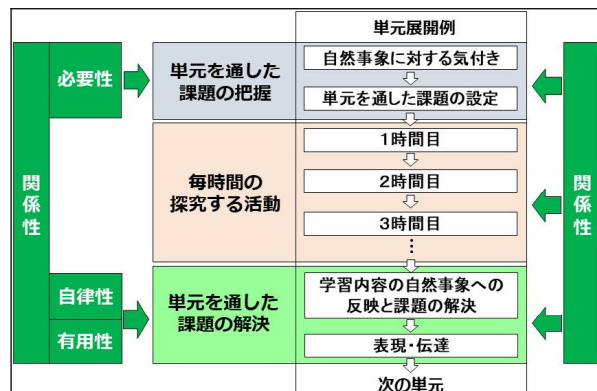 単元展開例
関係性
必要性
単元を通した
課題の把握
自然事象に対する気付き
単元を通した課題の設定
毎時間の
探究する活動
1時間目
2時間目
3時間目
⋮
自律性
有用性
単元を通した
課題の解決
学習内容の自然事象への
反映と課題の解決
表現・伝達
次の単元
関係性